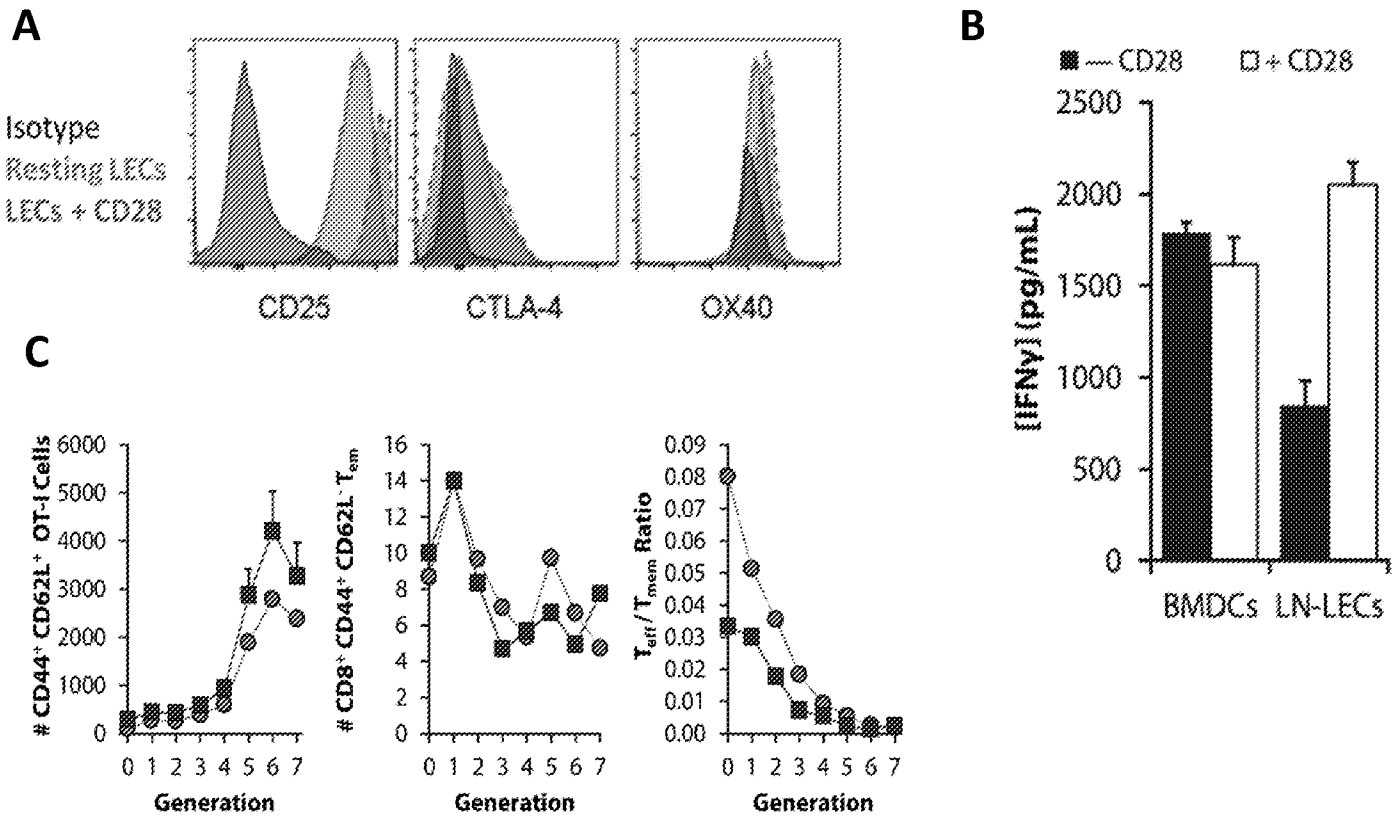 A
Isotype
Resting LECs
LECs + CD28
CD25
CTLA-4
OX40
B
— CD28
+ CD28
[IFNγ] (pg/mL)
2500
2000
1500
1000
500
0
BMDCs
LN-LECs
C
# CD44⁺ CD62L⁺ OT-I Cells
6000
5000
4000
3000
2000
1000
0
0 1 2 3 4 5 6 7
Generation
# CD8⁺ CD44⁺ CD62L⁻ Tem
16
14
12
10
8
6
4
2
0
0 1 2 3 4 5 6 7
Generation
Teff/Tmem Ratio
0.09
0.08
0.07
0.06
0.05
0.04
0.03
0.02
0.01
0.00
0 1 2 3 4 5 6 7
Generation